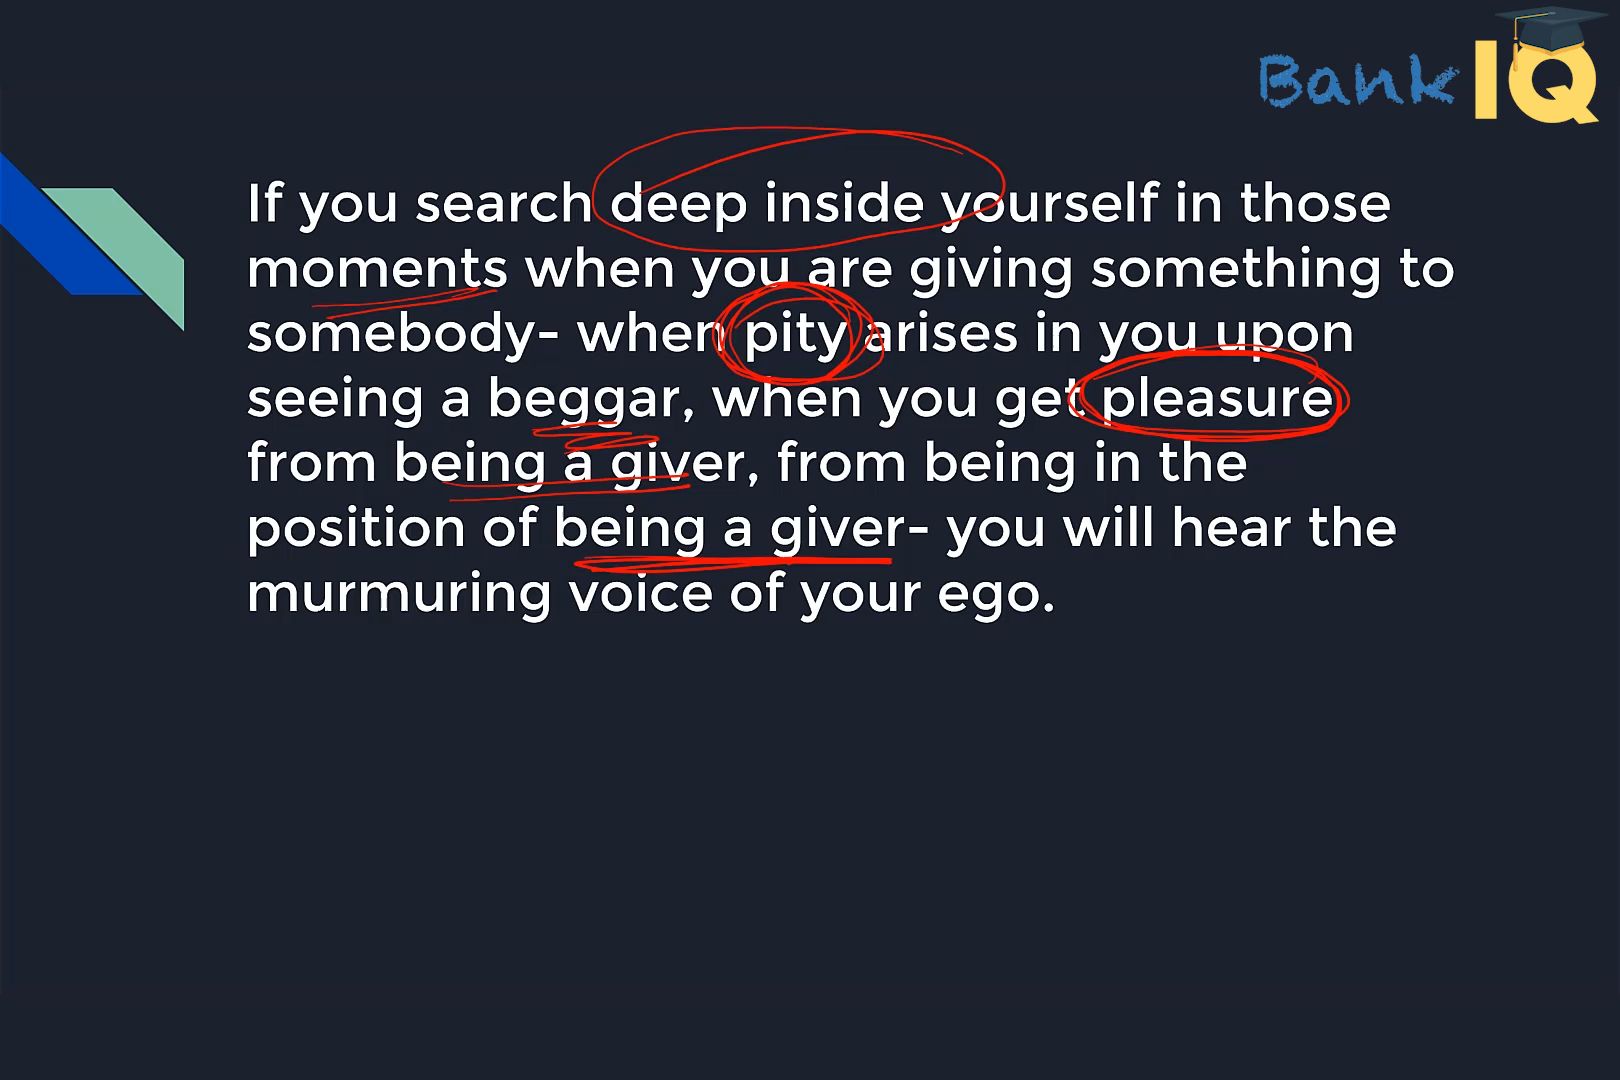 Bank IQ
If you search deep inside yourself in those
moments when you are giving something to
somebody- when pity arises in you upon
seeing a beggar, when you get pleasure
from being a giver, from being in the
position of being a giver- you will hear the
murmuring voice of your ego.